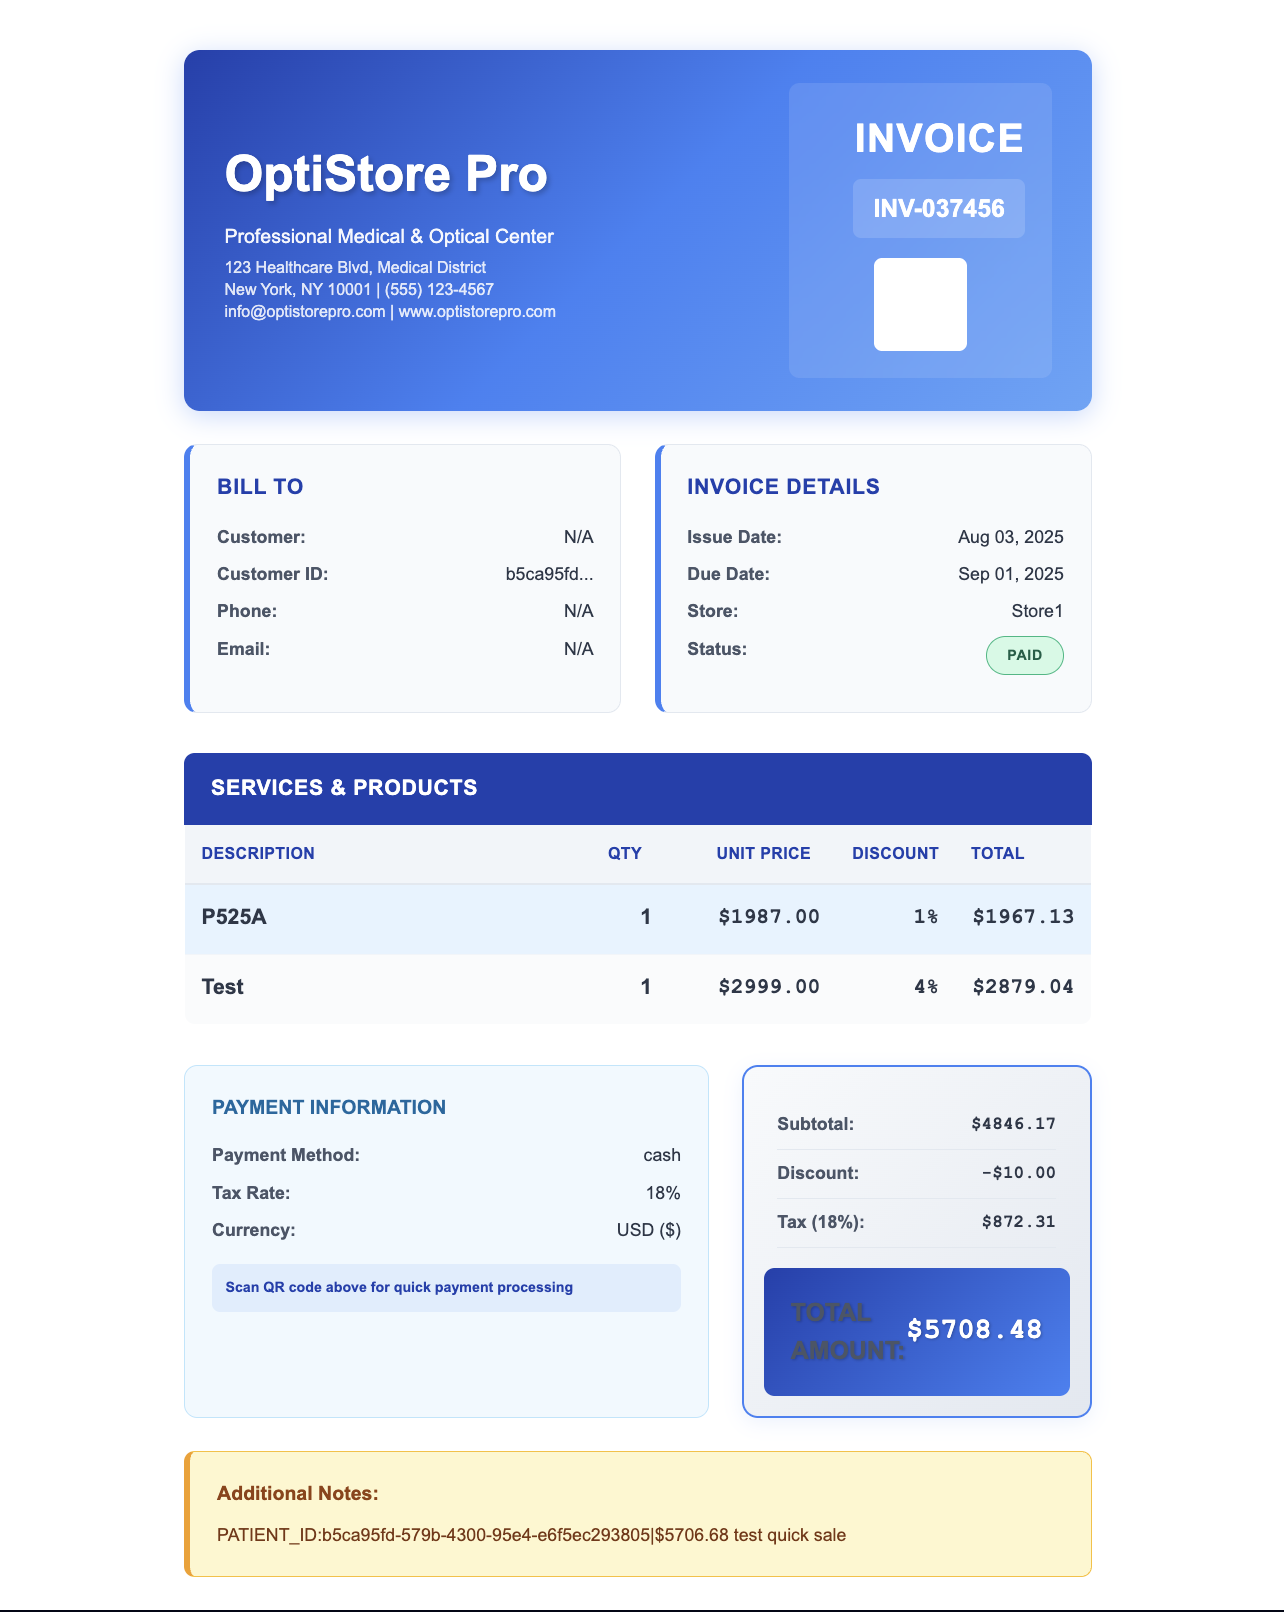 OptiStore Pro
Professional Medical & Optical Center
123 Healthcare Blvd, Medical District
New York, NY 10001 | (555) 123-4567
info@optistorepro.com | www.optistorepro.com
INVOICE
INV-037456
BILL TO
Customer: N/A
Customer ID: b5ca95fd...
Phone: N/A
Email: N/A
INVOICE DETAILS
Issue Date: Aug 03, 2025
Due Date: Sep 01, 2025
Store: Store1
Status: PAID
SERVICES & PRODUCTS
DESCRIPTION QTY UNIT PRICE DISCOUNT TOTAL
P525A 1 $1987.00 1% $1967.13
Test 1 $2999.00 4% $2879.04
PAYMENT INFORMATION
Payment Method: cash
Tax Rate: 18%
Currency: USD ($)
Scan QR code above for quick payment processing
Subtotal: $4846.17
Discount: -$10.00
Tax (18%): $872.31
TOTAL
AMOUNT: $5708.48
Additional Notes:
PATIENT_ID:b5ca95fd-579b-4300-95e4-e6f5ec293805|$5706.68 test quick sale